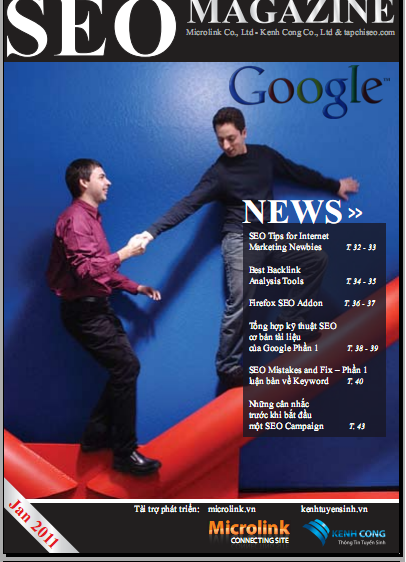 SEO
MAGAZINE
Microlink Co., Ltd - Kenh Cong Co., Ltd & tapchiseo.com
Google™
NEWS »
SEO Tips for Internet
Marketing Newbies T. 32 - 33
Best Backlink
Analysis Tools T. 34 - 35
Firefox SEO Addon T. 36 - 37
Tổng hợp kỹ thuật SEO
cơ bản tài liệu
của Google Phần 1 T. 38 - 39
SEO Mistakes and Fix – Phần 1
luận bàn về Keyword T. 40
Những cân nhắc
trước khi bắt đầu
một SEO Campaign T. 43
Jan 2011
Tài trợ phát triển: microlink.vn kenhtuyensinh.vn
Microlink
CONNECTING SITE
KENH CONG
Thông Tin Tuyển Sinh